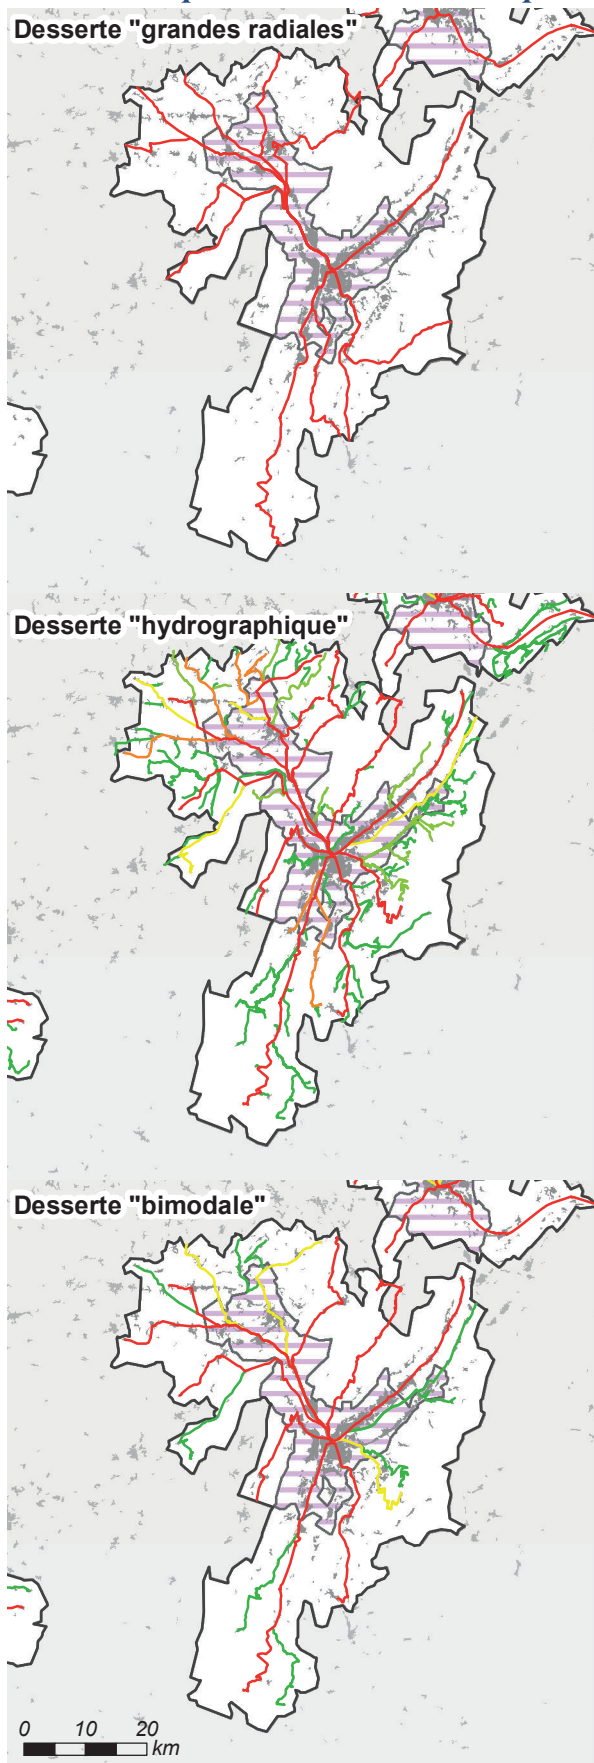 Desserte "grandes radiales"
Desserte "hydrographique"
Desserte "bimodale"
0 10 20
km